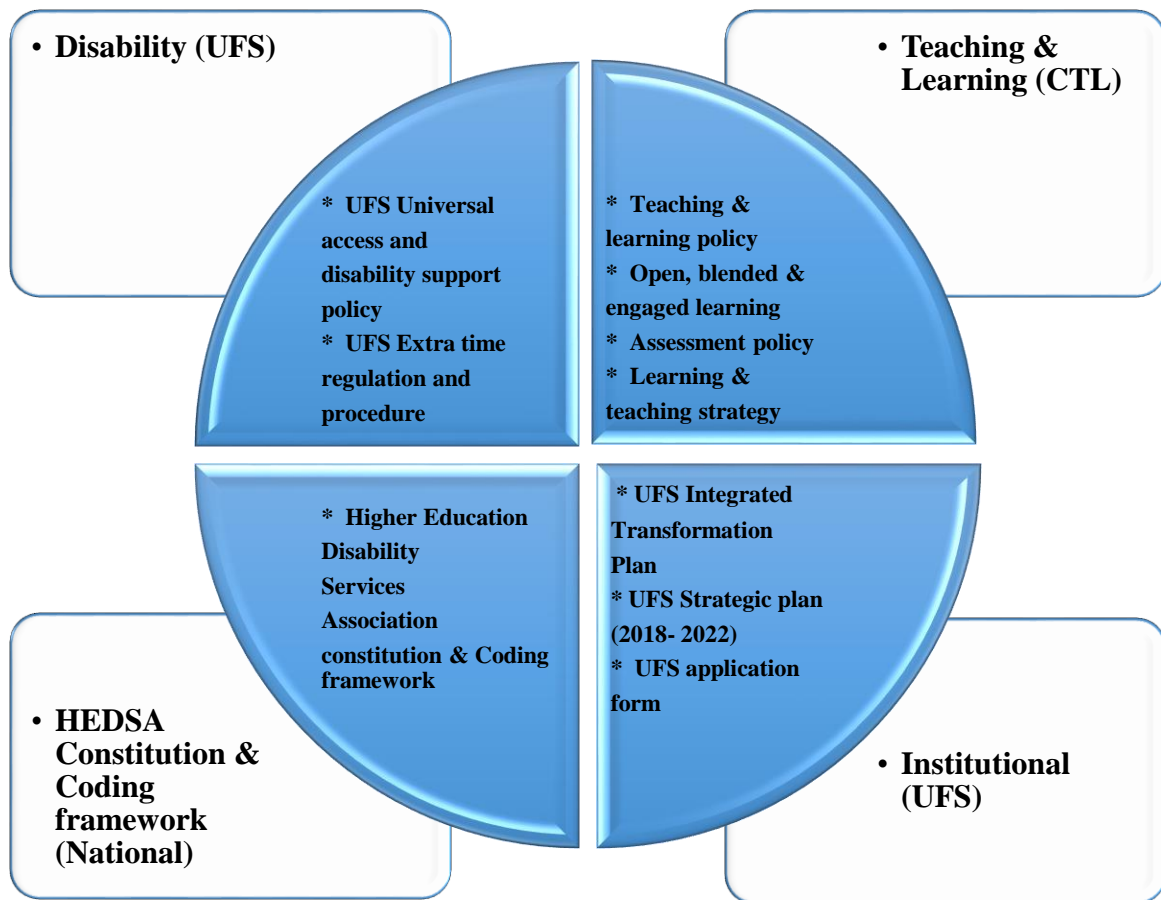 • Disability (UFS)
• Teaching &
Learning (CTL)
* UFS Universal
access and
disability support
policy
* UFS Extra time
regulation and
procedure
* Teaching &
learning policy
* Open, blended &
engaged learning
* Assessment policy
* Learning &
teaching strategy
* Higher Education
Disability
Services
Association
constitution & Coding
framework
* UFS Integrated
Transformation
Plan
* UFS Strategic plan
(2018- 2022)
* UFS application
form
• HEDSA
Constitution &
Coding
framework
(National)
• Institutional
(UFS)